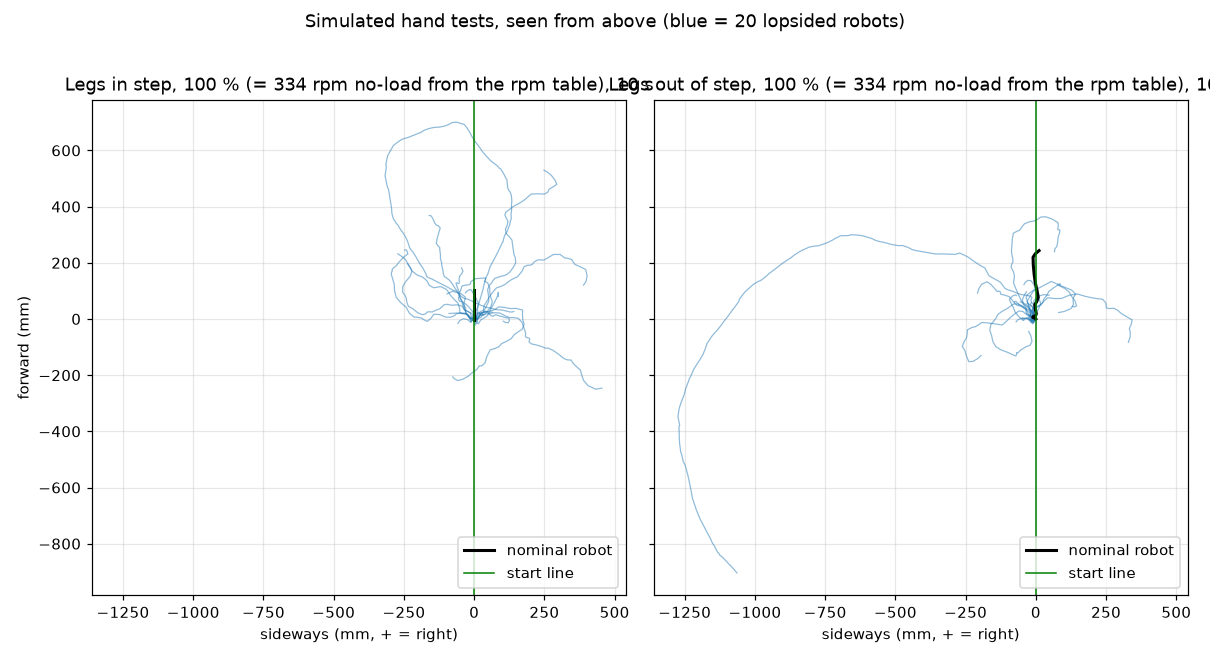 Simulated hand tests, seen from above (blue = 20 lopsided robots)
Legs in step, 100 % (= 334 rpm no-load from the rpm table), 10 s
Legs out of step, 100 % (= 334 rpm no-load from the rpm table), 10
forward (mm)
600
400
200
0
−200
−400
−600
−800
nominal robot
start line
nominal robot
start line
−1250
−1000
−750
−500
−250
0
250
500
−1250
−1000
−750
−500
−250
0
250
500
sideways (mm, + = right)
sideways (mm, + = right)